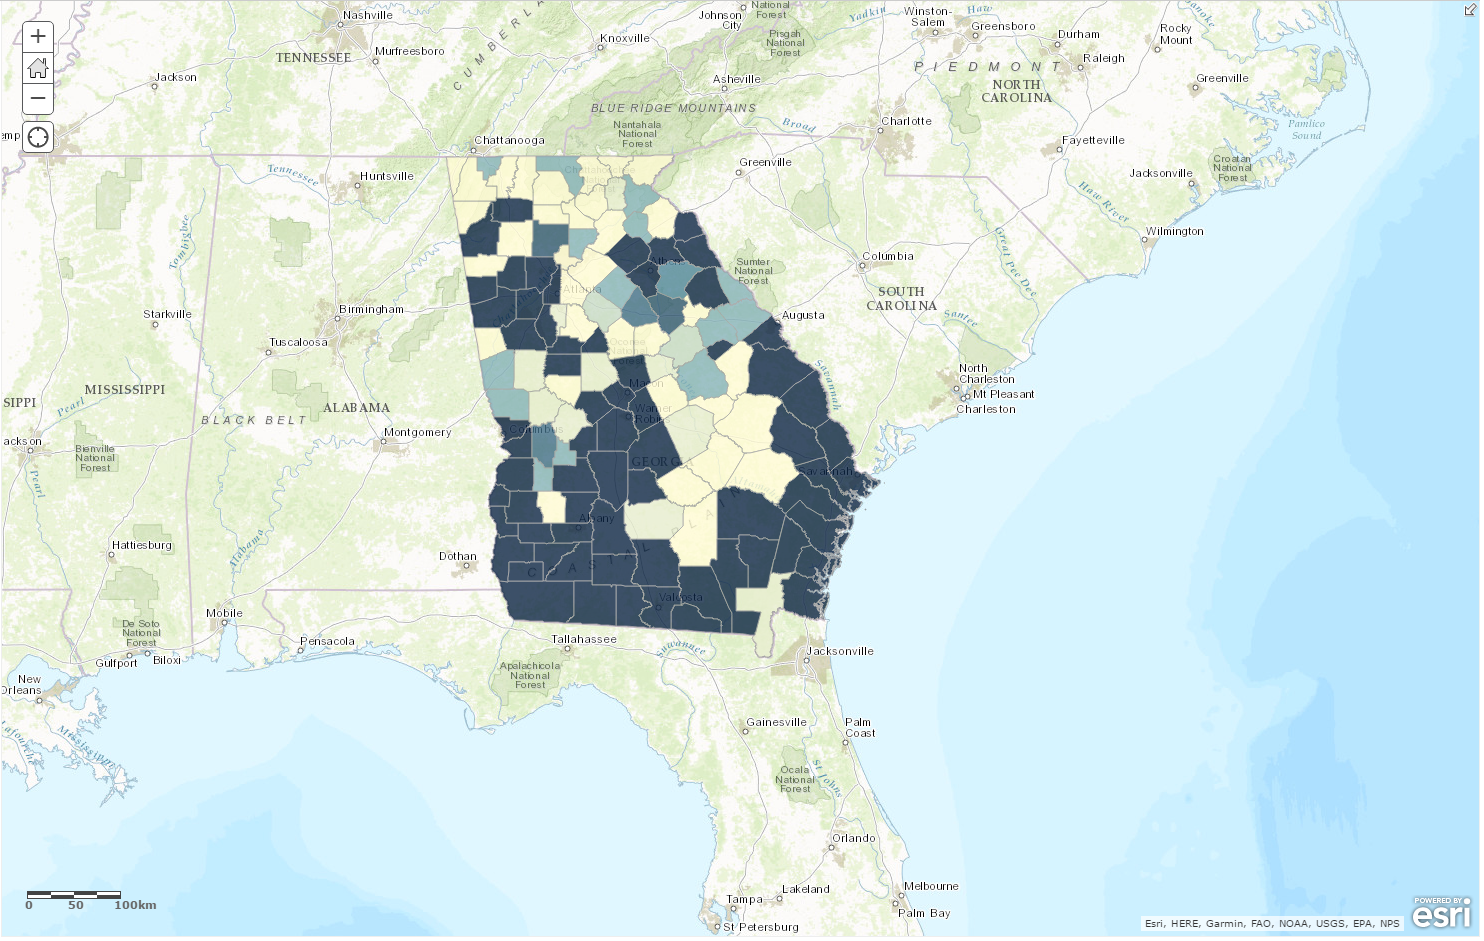 Nashville
Johnson
City
National
Forest
Yadkin
Winston-
Salem
Haw
Greensboro
Roanoke
Rocky
Mount
Durham
Raleigh
Knoxville
Pisgah
National
Forest
Murfreesboro
TENNESSEE
CUMBERLA
PIEDMONT
NORTH
CAROLINA
Jackson
Asheville
Greenville
BLUE RIDGE MOUNTAINS
Nantahala
National
Forest
Broad
Charlotte
Pamlico
Sound
emp
Chattanooga
Fayetteville
Croatan
National
Forest
Greenville
Jacksonville
Tennessee
Huntsville
Haw River
Tombigbee
Wilmington
Great Pee Dee
Columbia
Sumter
National
Forest
Athens
SOUTH
CAROLINA
Atlanta
Birmingham
Starkville
Augusta
Santee
Tuscaloosa
Oconee
National
Forest
Savannah
North
Charleston
Mt Pleasant
Charleston
MISSISSIPPI
SIPPI
Pearl
ALABAMA
BLACK BELT
Macon
Warner
Robins
Columbus
Montgomery
ackson
Bienville
National
Forest
GEORG
Savannah
Pearl
Albany
PLAIN
Alabama
Hattiesburg
Dothan
COASTAL
Valdosta
De Soto
National
Forest
Mobile
Tallahassee
Suwannee
Pensacola
Jacksonville
Gulfport
Biloxi
Apalachicola
National
Forest
New
Orleans
Lafourche
Mississippi
Gainesville
Palm
Coast
Ocala
National
Forest
St Johns
Orlando
Lakeland
Melbourne
Tampa
Palm Bay
St Petersburg
0 50 100km
Esri, HERE, Garmin, FAO, NOAA, USGS, EPA, NPS
POWERED BY
esri